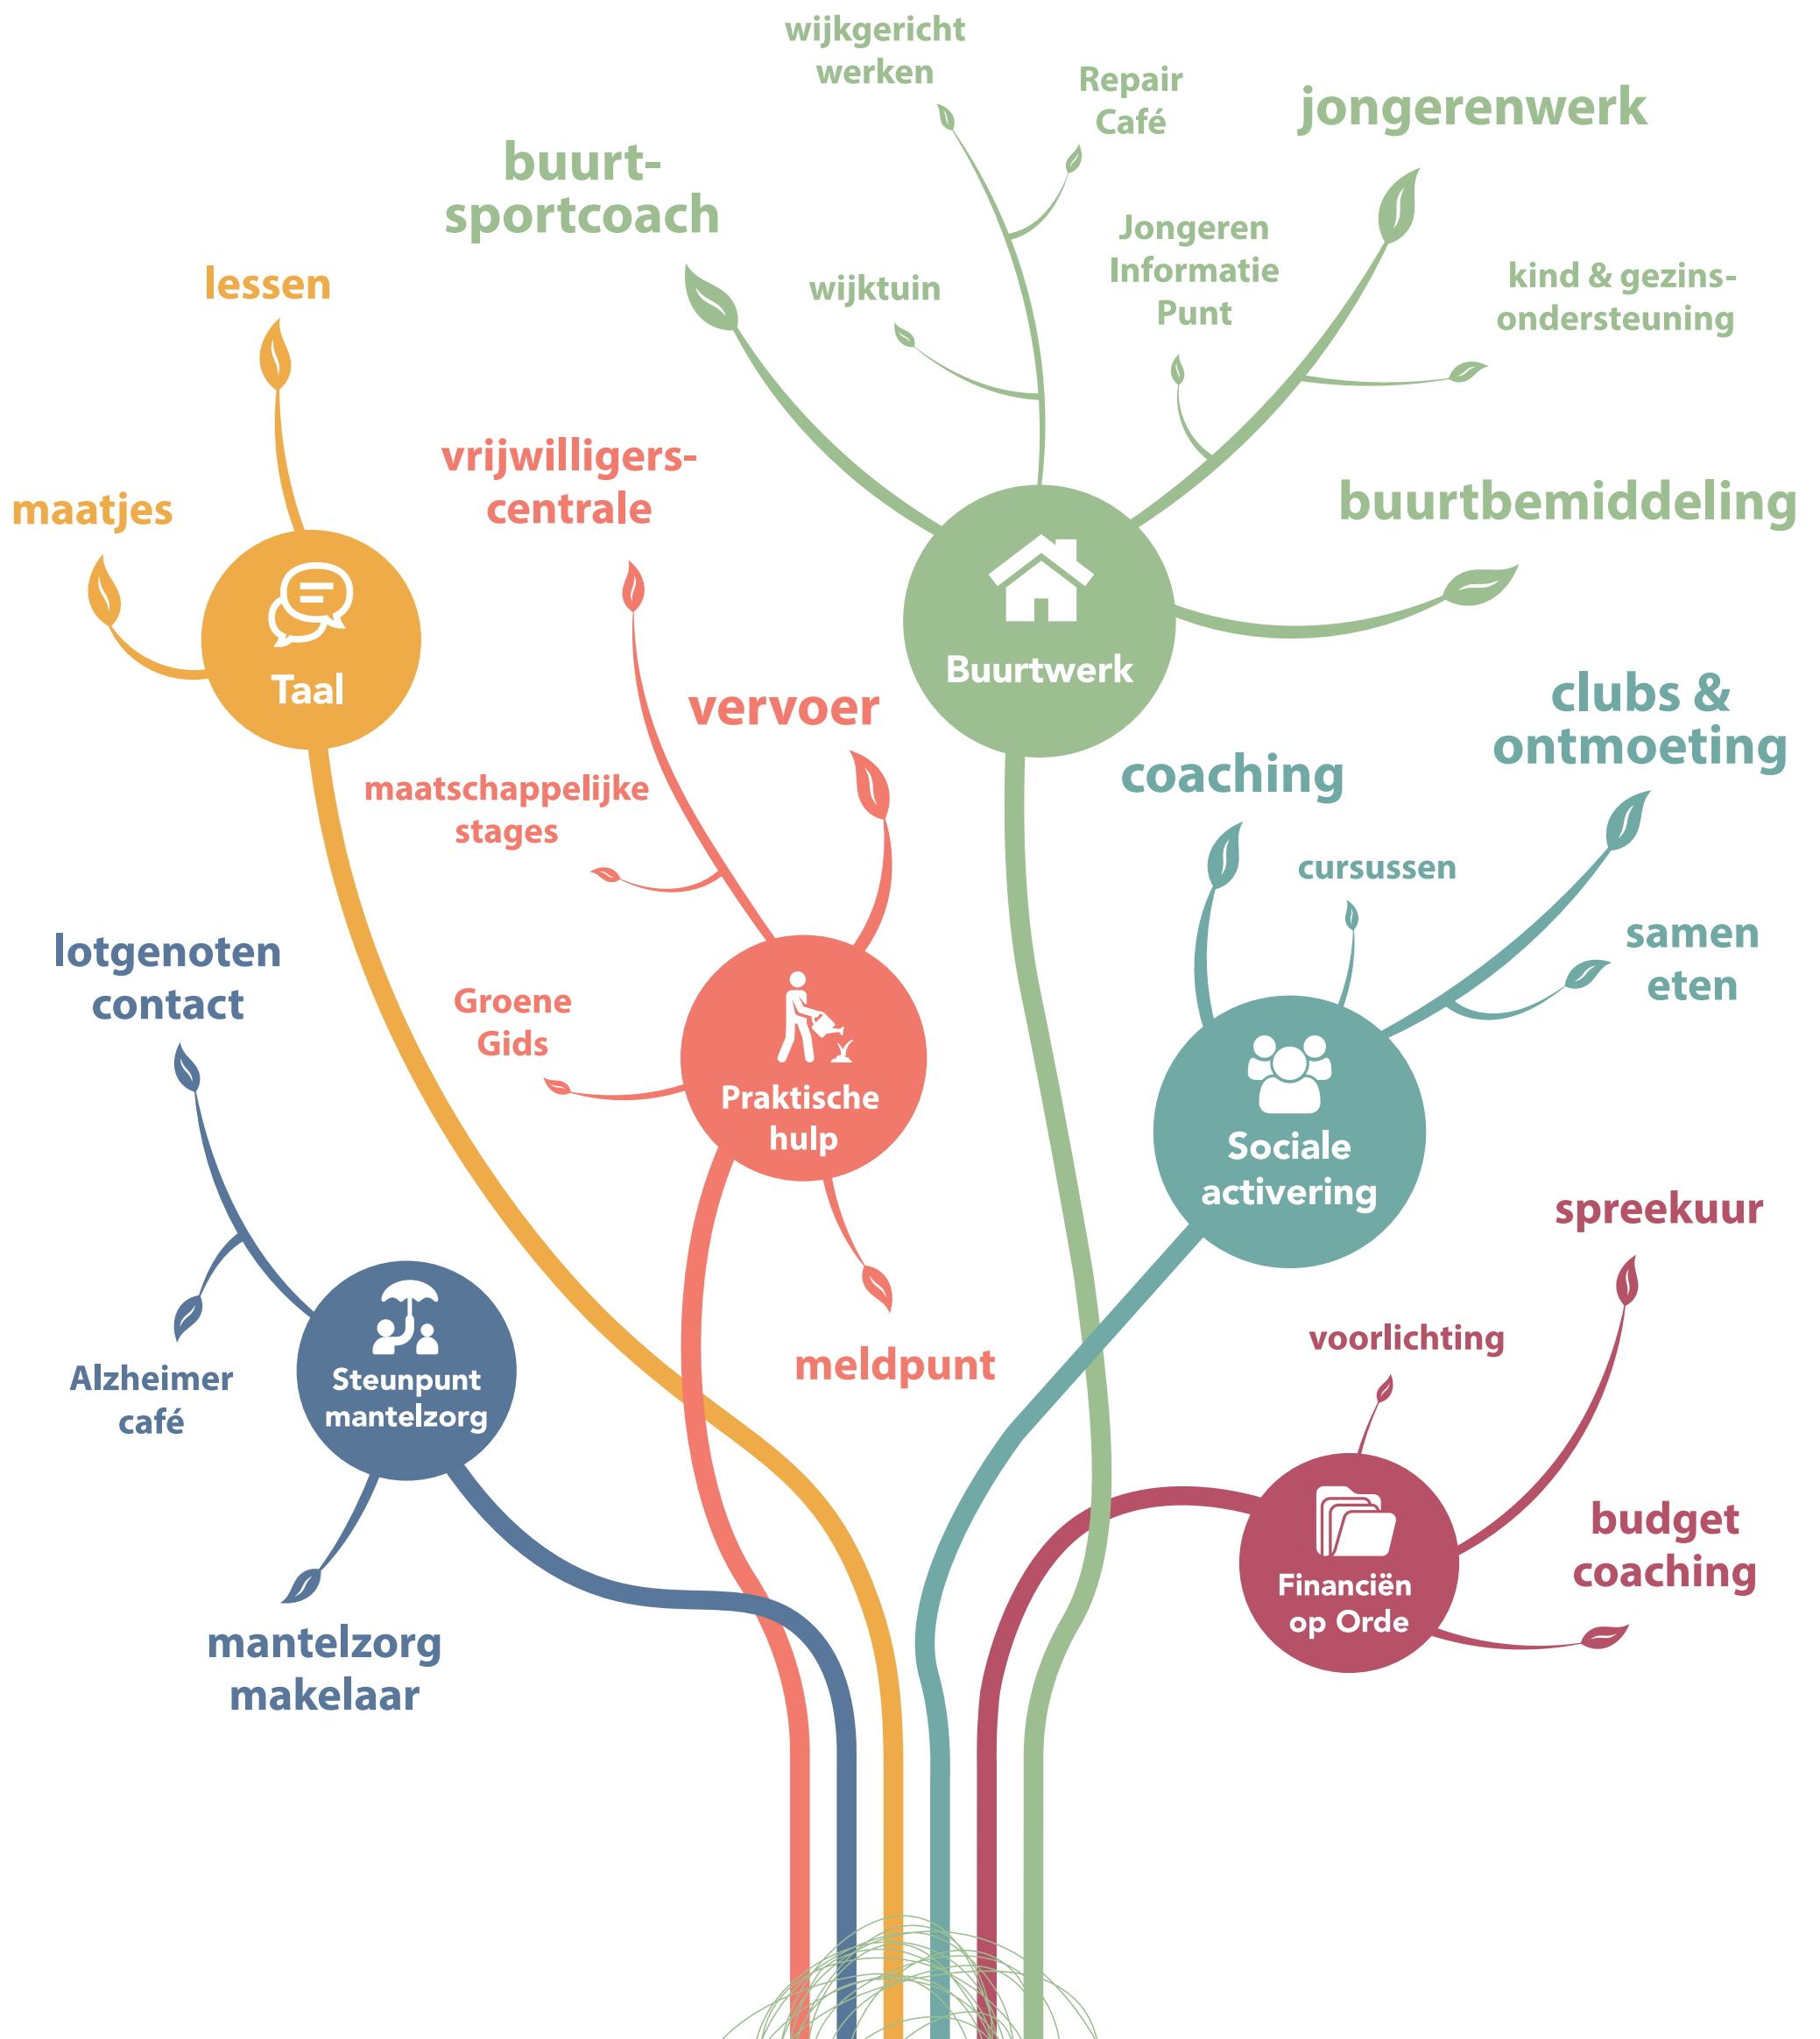 wijkgericht
werken
Repair
Café
jongerenwerk
buurt-
sportcoach
Jongeren
Informatie
Punt
wijktuin
kind & gezins-
ondersteuning
lessen
maatjes
vrijwilligers-
centrale
buurtbemiddeling
Taal
Buurtwerk
vervoer
clubs &
ontmoeting
coaching
maatschappelijke
stages
cursussen
samen
eten
lotgenoten
contact
Groene
Gids
Praktische
hulp
Sociale
activering
spreekuur
voorlichting
meldpunt
Alzheimer
café
Steunpunt
mantelzorg
budget
coaching
Financiën
op Orde
mantelzorg
makelaar